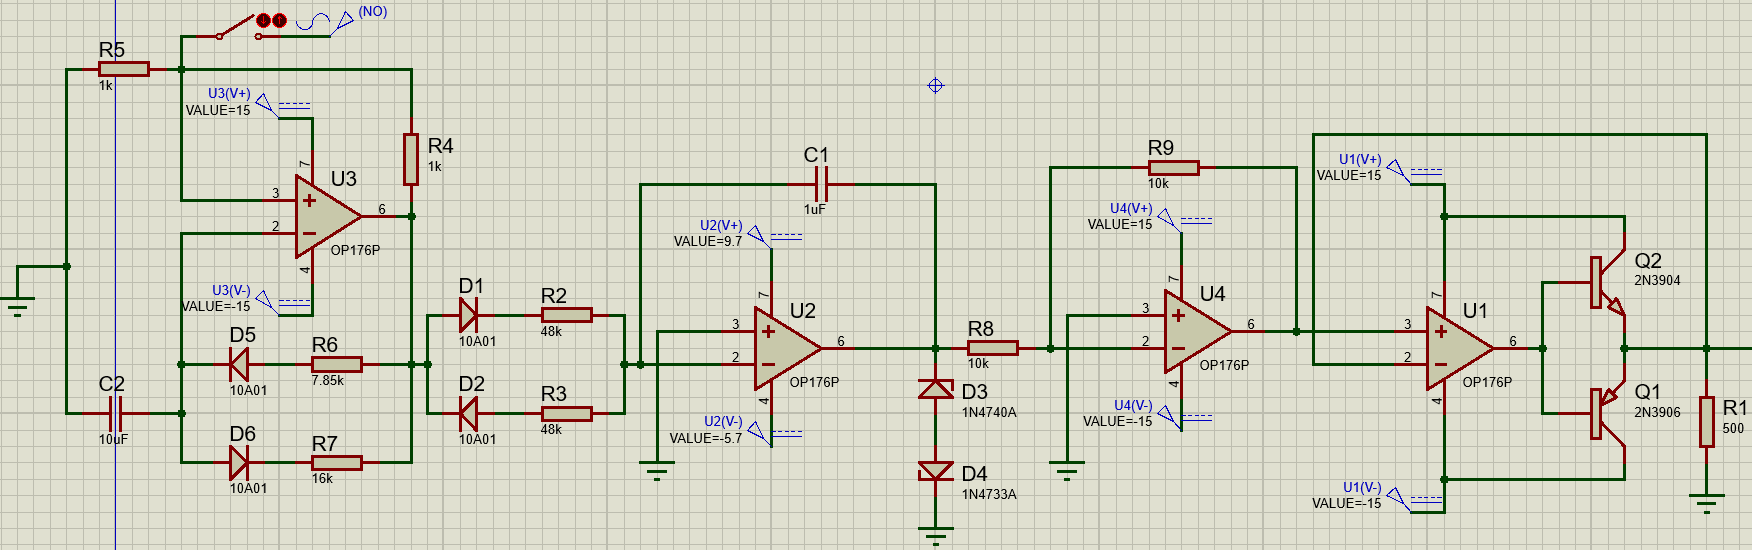 (NO)
R5
1k
U3(V+)
VALUE=15
R4
1k
7
3
2
6
4
U3
OP176P
U3(V-)
VALUE=-15
D5
10A01
R6
7.85k
C2
10uF
D6
10A01
R7
16k
D1
10A01
R2
48k
D2
10A01
R3
48k
C1
1uF
U2(V+)
VALUE=9.7
7
3
2
6
4
U2
OP176P
U2(V-)
VALUE=-5.7
R8
10k
D3
1N4740A
D4
1N4733A
R9
10k
U4(V+)
VALUE=15
7
3
2
6
4
U4
OP176P
U4(V-)
VALUE=-15
U1(V+)
VALUE=15
7
3
2
6
4
U1
OP176P
U1(V-)
VALUE=-15
Q2
2N3904
Q1
2N3906
R1
500